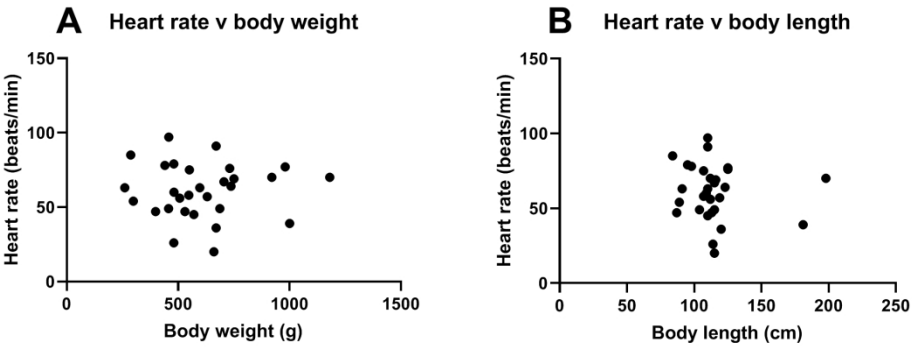 A Heart rate v body weight
Heart rate (beats/min)
150
100
50
0
0 500 1000 1500
Body weight (g)
B Heart rate v body length
Heart rate (beats/min)
150
100
50
0
0 50 100 150 200 250
Body length (cm)